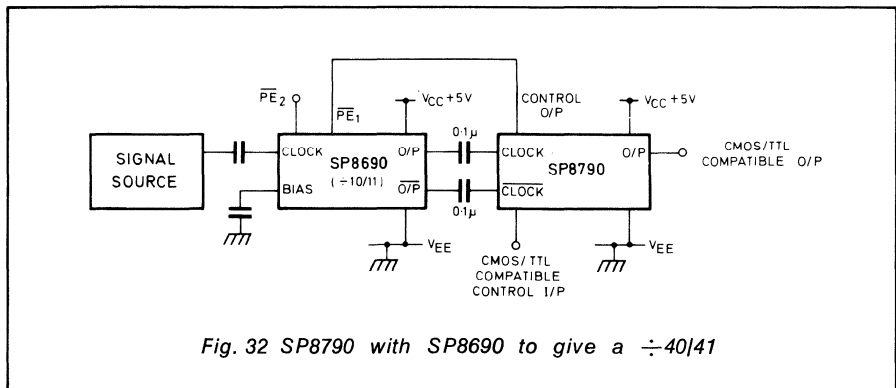 PE2
PE1
VCC +5V
CONTROL
O/P
VCC +5V
SIGNAL
SOURCE
CLOCK
BIAS
SP8690
(÷10/11)
O/P
O/P
0·1μ
0·1μ
CLOCK
CLOCK
SP8790
O/P
CMOS/TTL
COMPATIBLE O/P
VEE
CMOS/TTL
COMPATIBLE
CONTROL I/P
VEE
Fig. 32 SP8790 with SP8690 to give a ÷40/41